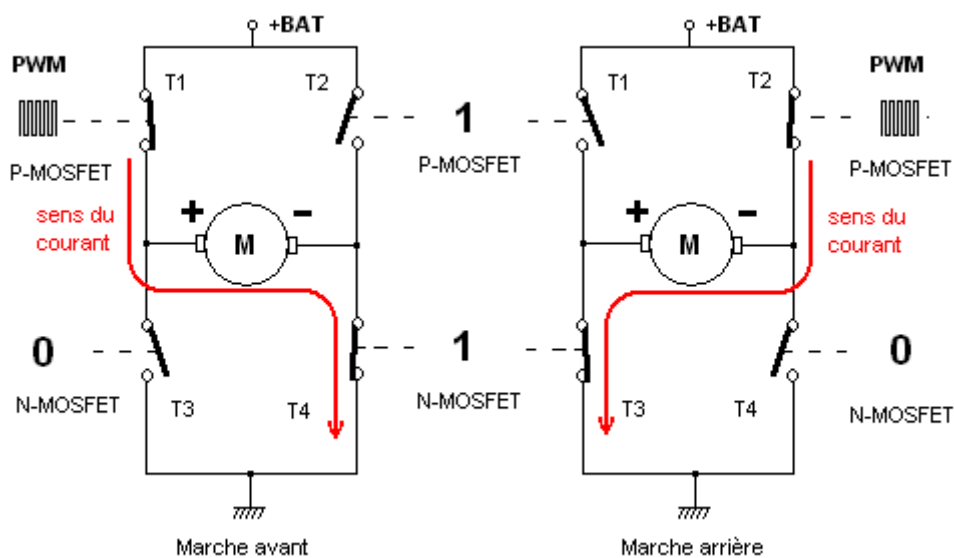 +BAT
PWM
T1
T2
P-MOSFET
sens du
courant
+
M
-
0
N-MOSFET
T3
T4
Marche avant
1
P-MOSFET
1
N-MOSFET
+BAT
PWM
T1
T2
P-MOSFET
sens du
courant
+
M
-
0
N-MOSFET
T3
T4
Marche arrière